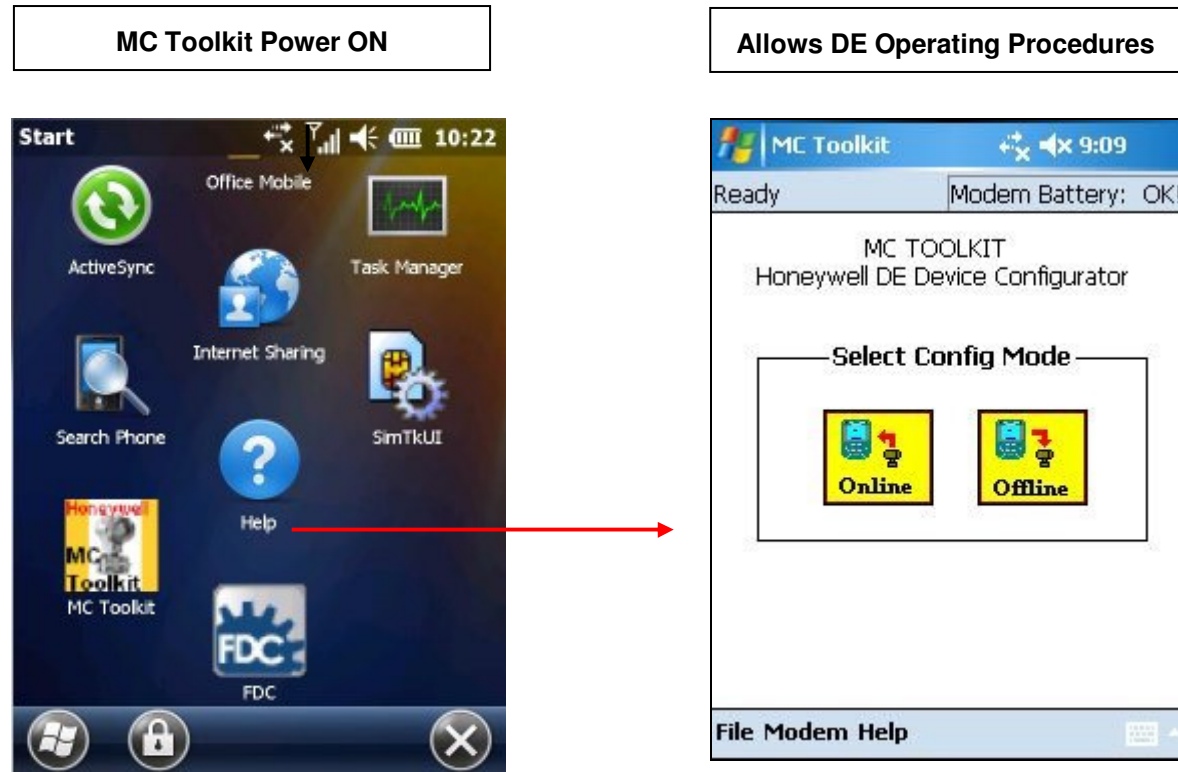 MC Toolkit Power ON
Allows DE Operating Procedures
Start 10:22
Office Mobile
ActiveSync
Task Manager
Internet Sharing
Search Phone
SimTkUI
?
Help
Honeywell
MC
Toolkit
MC Toolkit
FDC
FDC
MC Toolkit 9:09
Ready Modem Battery: OK
MC TOOLKIT
Honeywell DE Device Configurator
Select Config Mode
Online Offline
File Modem Help